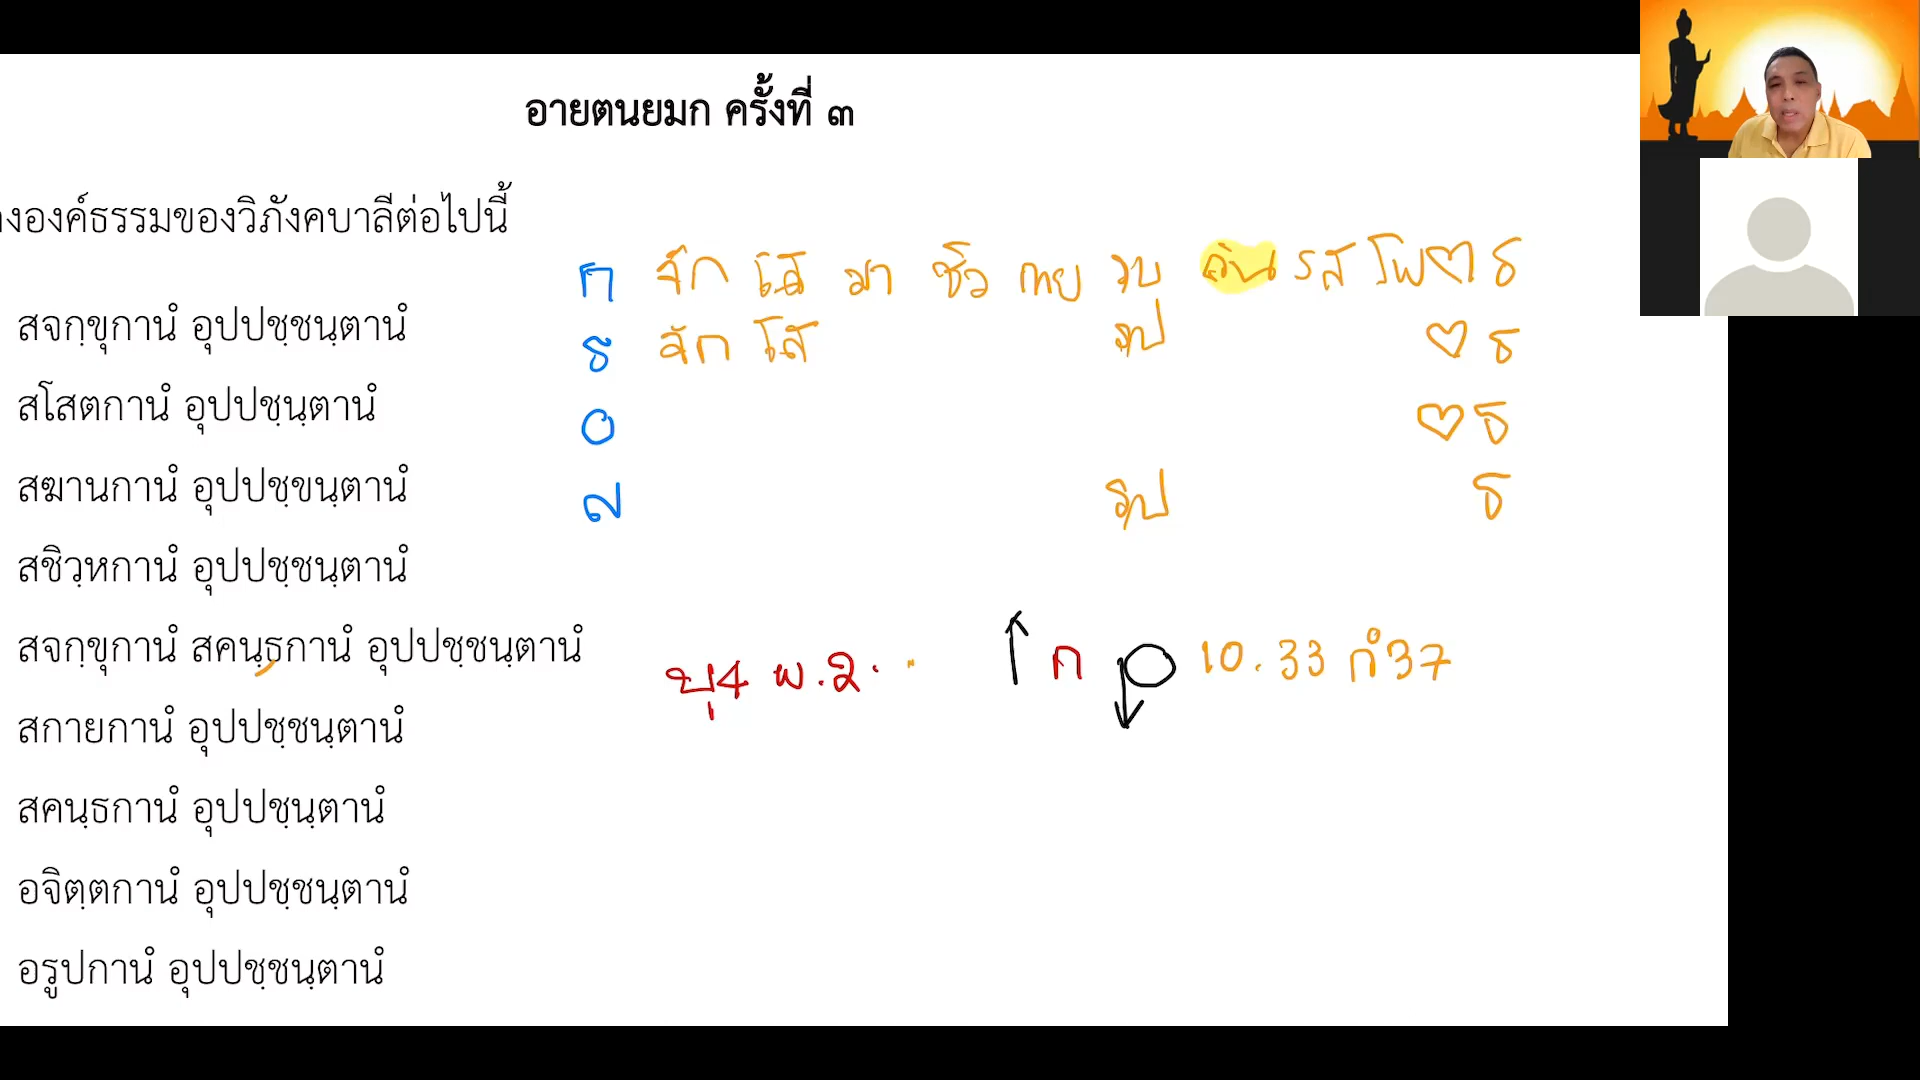 อายตนยมก ครั้งที่ ๓
งองค์ธรรมของวิภังคบาลีต่อไปนี้
สจกฺขุกานํ อุปปชฺชนฺตานํ
สโสตกานํ อุปปชฺนฺตานํ
สฆานกานํ อุปปชฺขนฺตานํ
สชิวฺหกานํ อุปปชฺชนฺตานํ
สจกฺขุกานํ สคนฺธกานํ อุปปชฺชนฺตานํ
สกายกานํ อุปปชฺชนฺตานํ
สคนฺธกานํ อุปปชฺนฺตานํ
อจิตฺตกานํ อุปปชฺชนฺตานํ
อรูปกานํ อุปปชฺชนฺตานํ
ก จัก โส ฆา ชิว กาย รูป คัน รส โผ ♡ ธ
ธ จัก โส รูป ♡ ธ
♡ ธ
รูป ธ
ปุ4 ผ.2. ↑ ก 10.33 ก๐37